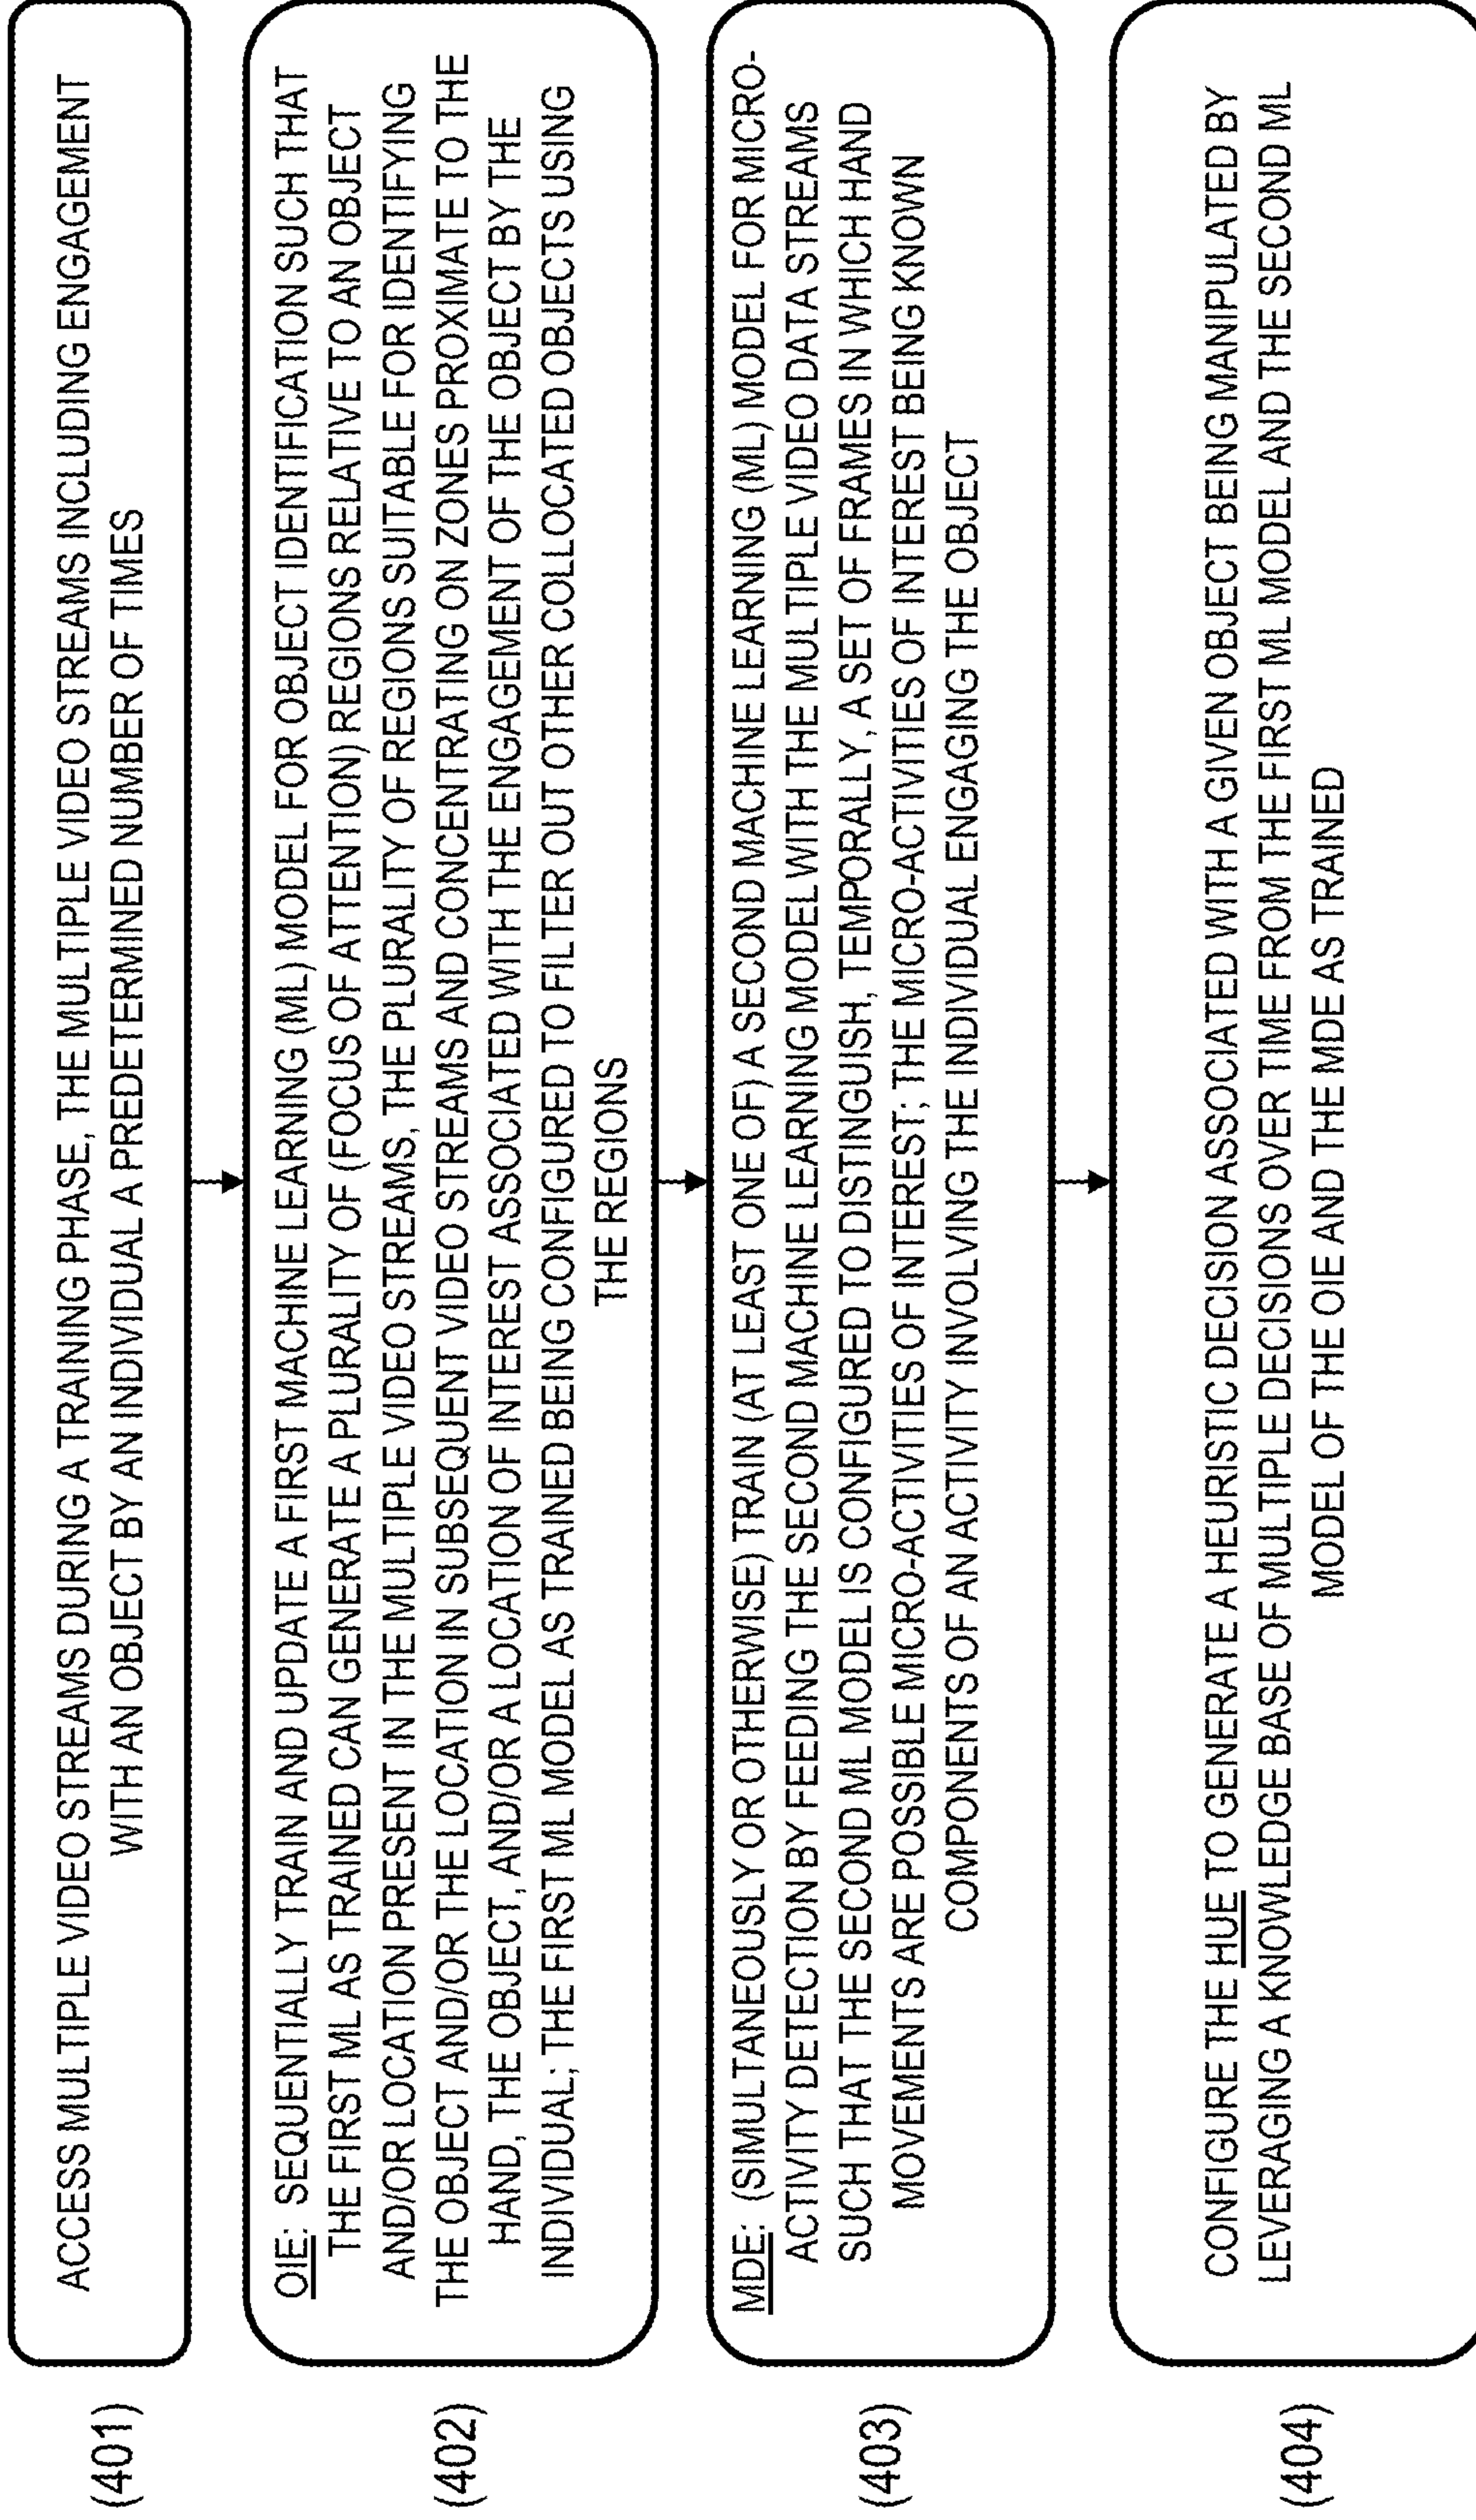 (401)
ACCESS MULTIPLE VIDEO STREAMS DURING A TRAINING PHASE, THE MULTIPLE VIDEO STREAMS INCLUDING ENGAGEMENT
WITH AN OBJECT BY AN INDIVIDUAL A PREDETERMINED NUMBER OF TIMES
(402)
OIE: SEQUENTIALLY TRAIN AND UPDATE A FIRST MACHINE LEARNING (ML) MODEL FOR OBJECT IDENTIFICATION SUCH THAT
THE FIRST ML AS TRAINED CAN GENERATE A PLURALITY OF (FOCUS OF ATTENTION) REGIONS RELATIVE TO AN OBJECT
AND/OR LOCATION PRESENT IN THE MULTIPLE VIDEO STREAMS, THE PLURALITY OF REGIONS SUITABLE FOR IDENTIFYING
THE OBJECT AND/OR THE LOCATION IN SUBSEQUENT VIDEO STREAMS AND CONCENTRATING ON ZONES PROXIMATE TO THE
HAND, THE OBJECT, AND/OR A LOCATION OF INTEREST ASSOCIATED WITH THE ENGAGEMENT OF THE OBJECT BY THE
INDIVIDUAL; THE FIRST ML MODEL AS TRAINED BEING CONFIGURED TO FILTER OUT OTHER COLLOCATED OBJECTS USING
THE REGIONS
(403)
MDE: (SIMULTANEOUSLY OR OTHERWISE) TRAIN (AT LEAST ONE OF) A SECOND MACHINE LEARNING (ML) MODEL FOR MICRO-
ACTIVITY DETECTION BY FEEDING THE SECOND MACHINE LEARNING MODEL WITH THE MULTIPLE VIDEO DATA STREAMS
SUCH THAT THE SECOND ML MODEL IS CONFIGURED TO DISTINGUISH, TEMPORALLY, A SET OF FRAMES IN WHICH HAND
MOVEMENTS ARE POSSIBLE MICRO-ACTIVITIES OF INTEREST; THE MICRO-ACTIVITIES OF INTEREST BEING KNOWN
COMPONENTS OF AN ACTIVITY INVOLVING THE INDIVIDUAL ENGAGING THE OBJECT
(404)
CONFIGURE THE HUE TO GENERATE A HEURISTIC DECISION ASSOCIATED WITH A GIVEN OBJECT BEING MANIPULATED BY
LEVERAGING A KNOWLEDGE BASE OF MULTIPLE DECISIONS OVER TIME FROM THE FIRST ML MODEL AND THE SECOND ML
MODEL OF THE OIE AND THE MDE AS TRAINED